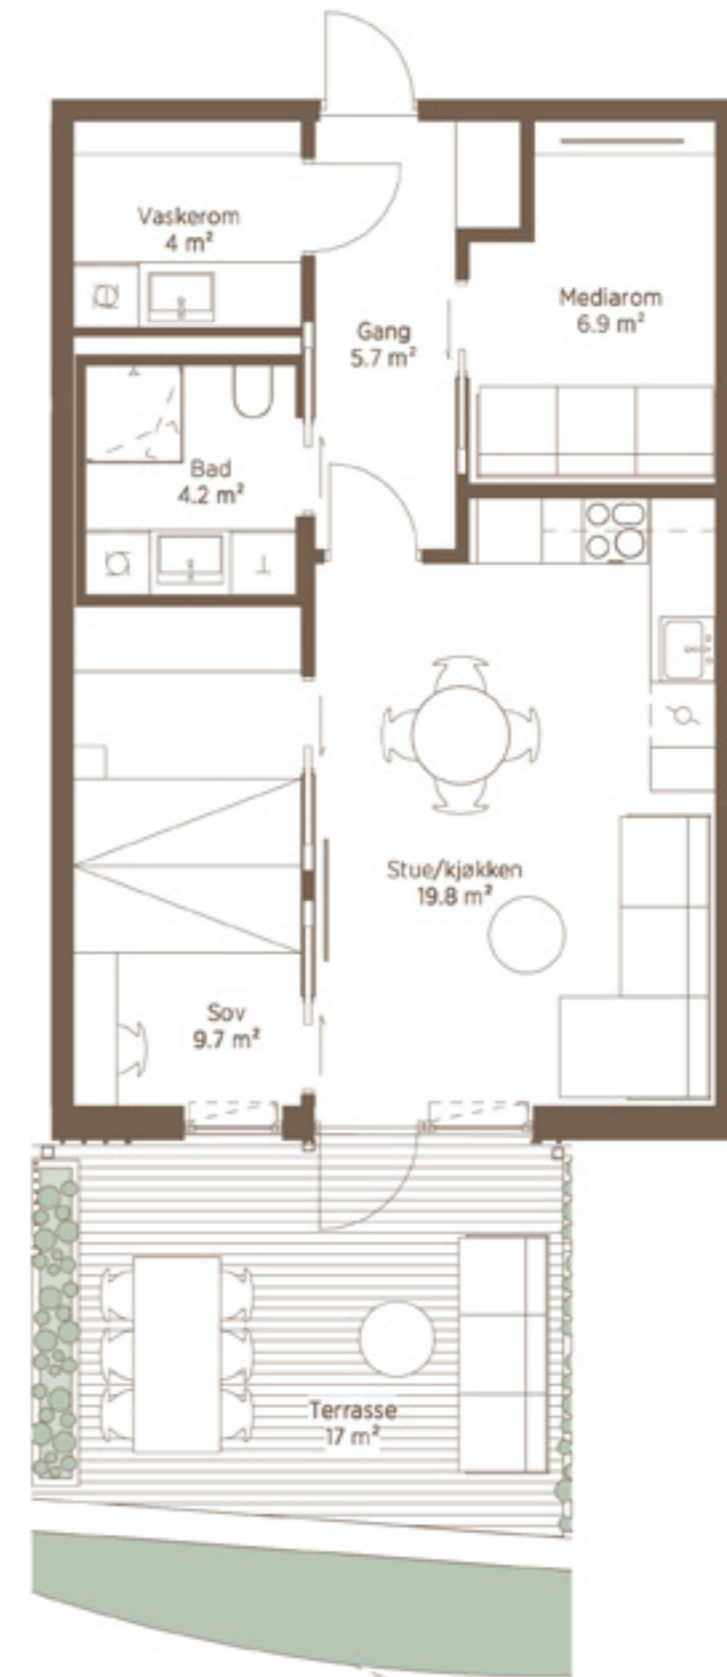 Vaskerom
4 m²
Mediarom
6.9 m²
Gang
5.7 m²
Bad
4.2 m²
Stue/kjøkken
19.8 m²
Sov
9.7 m²
Terrasse
17 m²